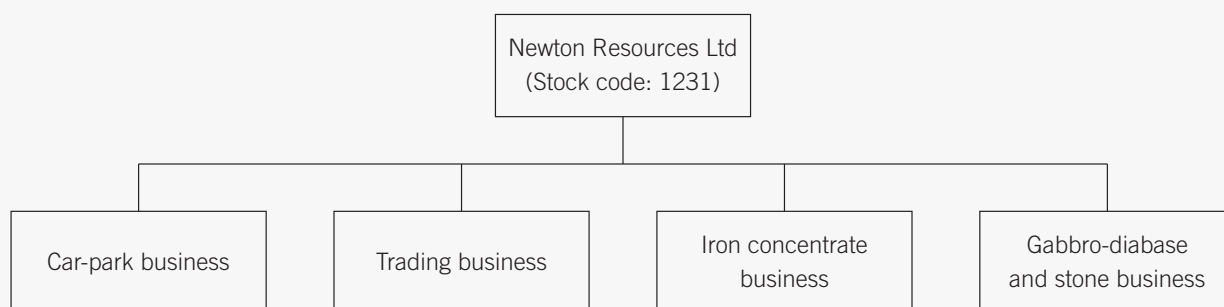 Newton Resources Ltd
(Stock code: 1231)
Car-park business
Trading business
Iron concentrate
business
Gabbro-diabase
and stone business